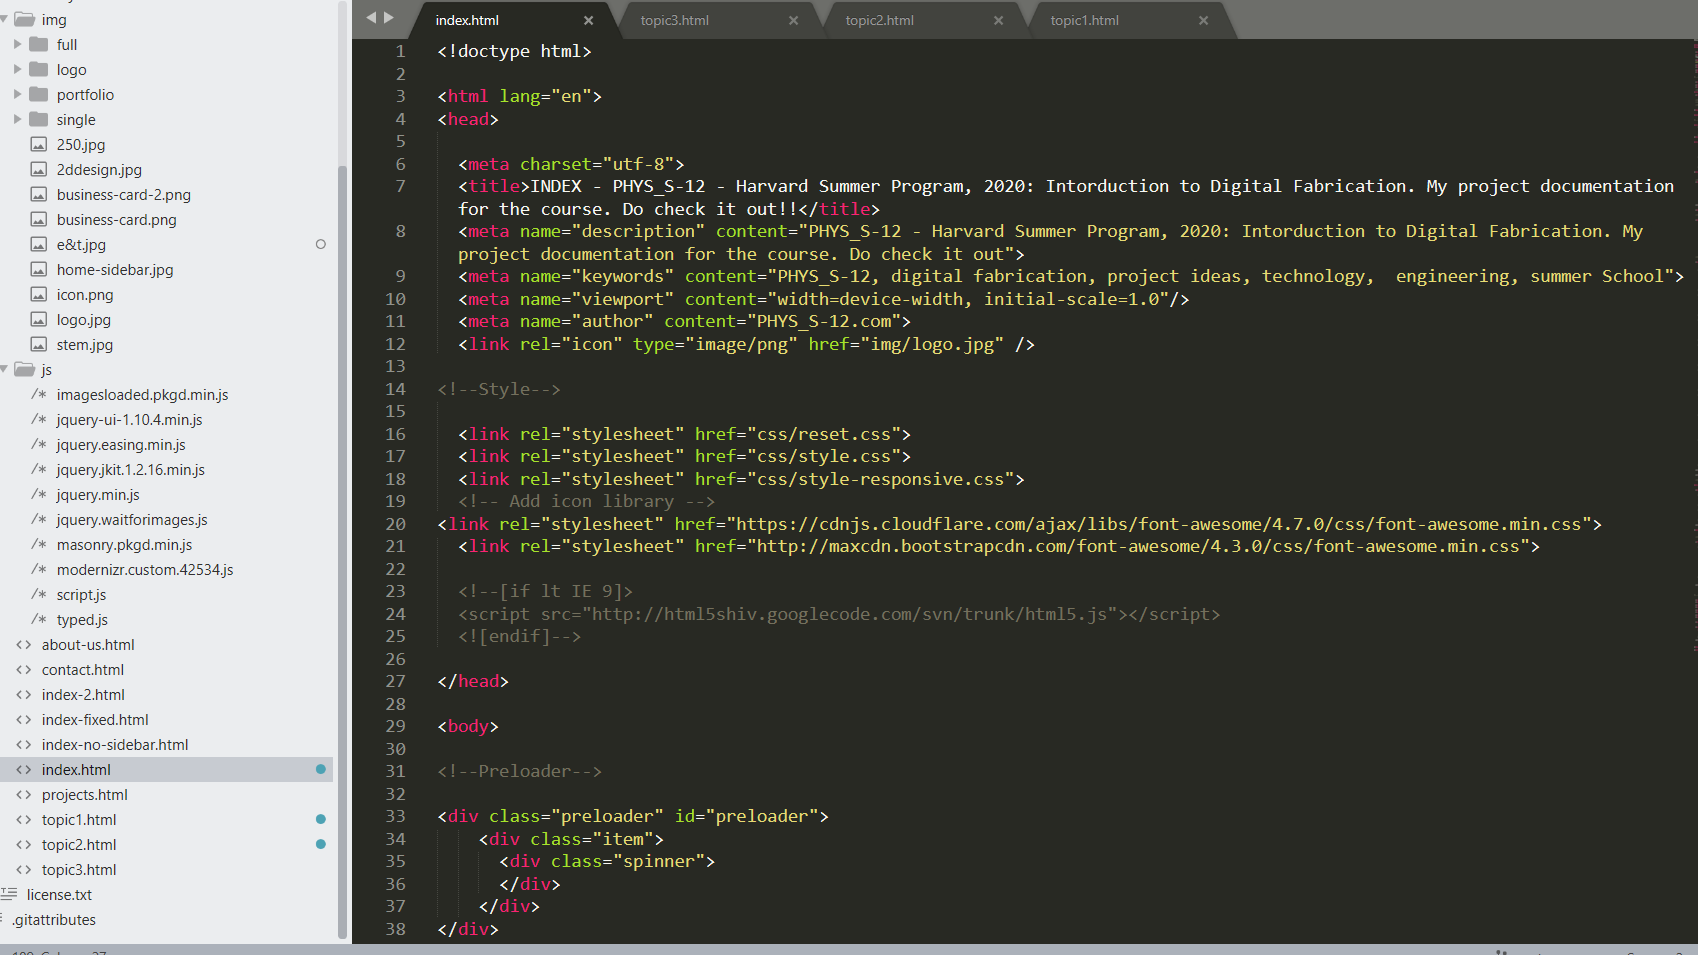 img
full
logo
portfolio
single
250.jpg
2ddesign.jpg
business-card-2.png
business-card.png
e&t.jpg
home-sidebar.jpg
icon.png
logo.jpg
stem.jpg
js
/* imagesloaded.pkgd.min.js
/* jquery-ui-1.10.4.min.js
/* jquery.easing.min.js
/* jquery.jkit.1.2.16.min.js
/* jquery.min.js
/* jquery.waitforimages.js
/* masonry.pkgd.min.js
/* modernizr.custom.42534.js
/* script.js
/* typed.js
<> about-us.html
<> contact.html
<> index-2.html
<> index-fixed.html
<> index-no-sidebar.html
<> index.html
<> projects.html
<> topic1.html
<> topic2.html
<> topic3.html
license.txt
.gitattributes
index.html × topic3.html × topic2.html × topic1.html ×
1 <!doctype html>
2
3 <html lang="en">
4 <head>
5
6 <meta charset="utf-8">
7 <title>INDEX - PHYS_S-12 - Harvard Summer Program, 2020: Intorduction to Digital Fabrication. My project documentation
for the course. Do check it out!!</title>
8 <meta name="description" content="PHYS_S-12 - Harvard Summer Program, 2020: Intorduction to Digital Fabrication. My
project documentation for the course. Do check it out">
9 <meta name="keywords" content="PHYS_S-12, digital fabrication, project ideas, technology,  engineering, summer School">
10 <meta name="viewport" content="width=device-width, initial-scale=1.0"/>
11 <meta name="author" content="PHYS_S-12.com">
12 <link rel="icon" type="image/png" href="img/logo.jpg" />
13
14 <!--Style-->
15
16 <link rel="stylesheet" href="css/reset.css">
17 <link rel="stylesheet" href="css/style.css">
18 <link rel="stylesheet" href="css/style-responsive.css">
19 <!-- Add icon library -->
20 <link rel="stylesheet" href="https://cdnjs.cloudflare.com/ajax/libs/font-awesome/4.7.0/css/font-awesome.min.css">
21 <link rel="stylesheet" href="http://maxcdn.bootstrapcdn.com/font-awesome/4.3.0/css/font-awesome.min.css">
22
23 <!--[if lt IE 9]>
24 <script src="http://html5shiv.googlecode.com/svn/trunk/html5.js"></script>
25 <![endif]-->
26
27 </head>
28
29 <body>
30
31 <!--Preloader-->
32
33 <div class="preloader" id="preloader">
34 <div class="item">
35 <div class="spinner">
36 </div>
37 </div>
38 </div>